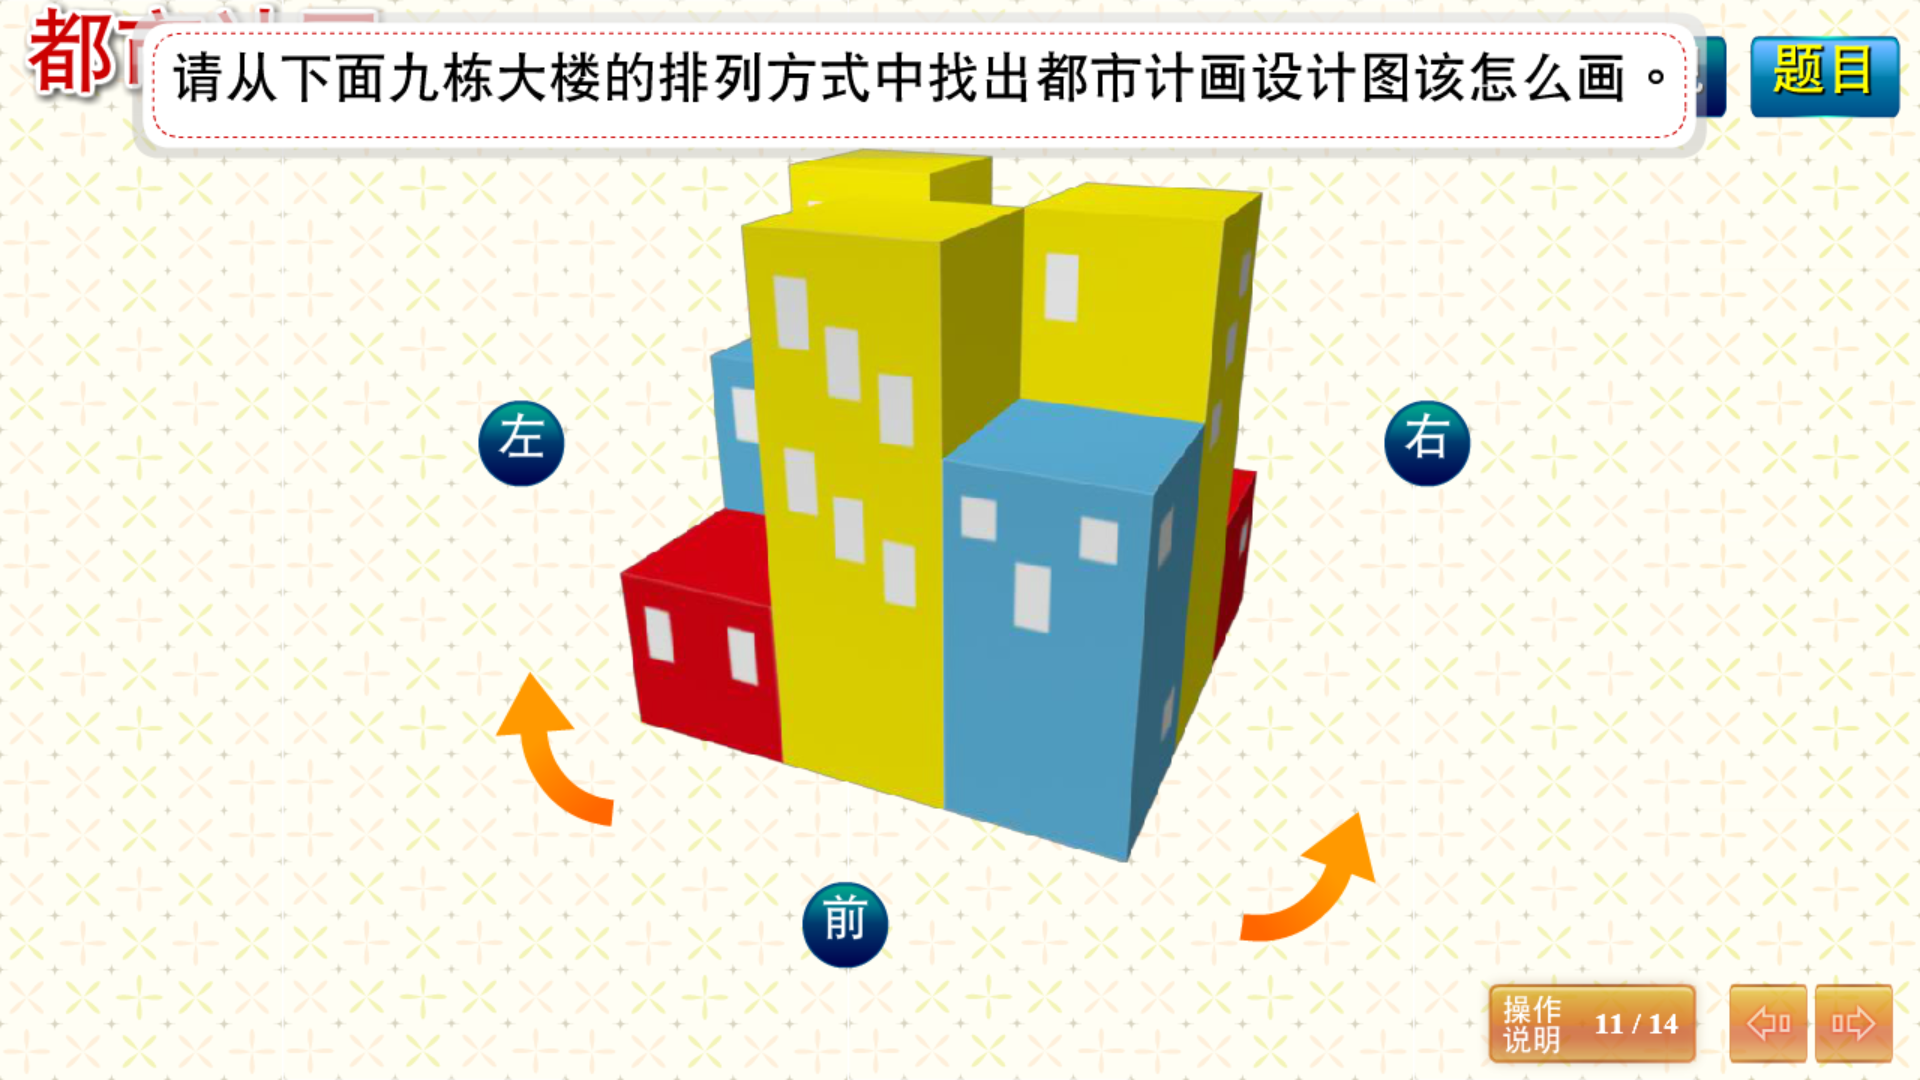 都
请从下面九栋大楼的排列方式中找出都市计画设计图该怎么画。
题目
左
右
前
操作
说明
11 / 14